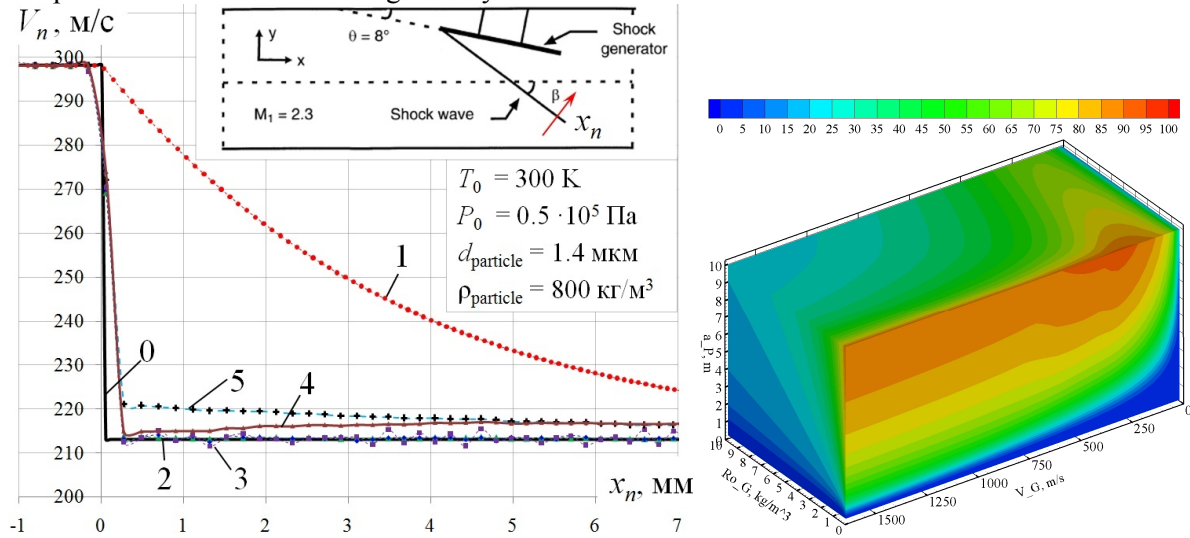 Vₙ, м/с
300
290
280
270
260
250
240
230
220
210
200
-1
0
1
2
3
4
5
6
7
xₙ, мм
0
1
2
3
4
5
y
x
θ = 8°
Shock
generator
M₁ = 2.3
Shock wave
β
xₙ
T₀ = 300 K
P₀ = 0.5 ·10⁵ Па
d_particle = 1.4 мкм
ρ_particle = 800 кг/м³
0 5 10 15 20 25 30 35 40 45 50 55 60 65 70 75 80 85 90 95 100
10
9
8
7
6
5
4
3
2
1
0
a_P, m
10
9
8
7
6
5
4
3
2
1
0
Ro_G, kg/m^3
1500
1250
1000
750
500
250
0
V_G, m/s